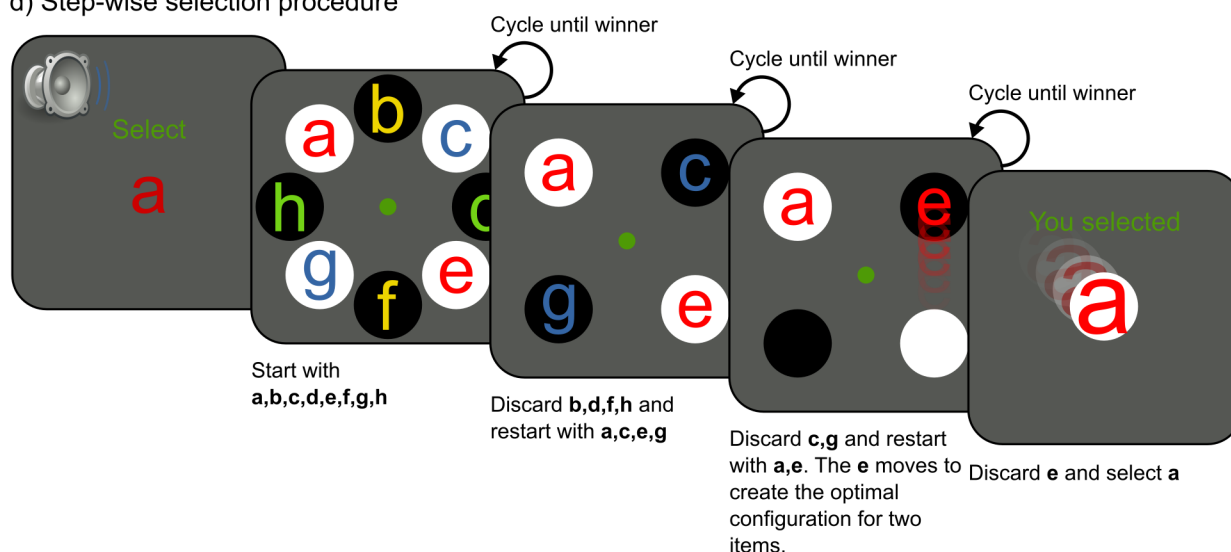 d) Step-wise selection procedure
Cycle until winner
Cycle until winner
Cycle until winner
Select
a
b
a
c
h
g
e
f
a
c
g
e
a
e
You selected
a
Start with
a,b,c,d,e,f,g,h
Discard b,d,f,h and
restart with a,c,e,g
Discard c,g and restart
with a,e. The e moves to
create the optimal
configuration for two
items.
Discard e and select a